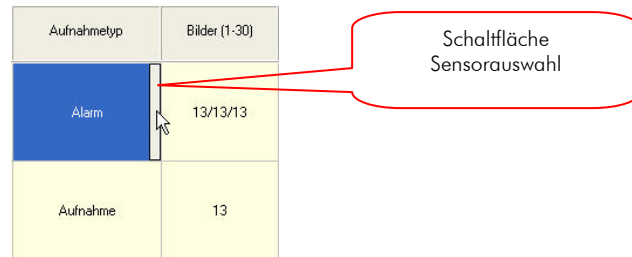 Aufnahmetyp Bilder (1-30)
Schaltfläche
Sensorauswahl
Alarm 13/13/13
Aufnahme 13